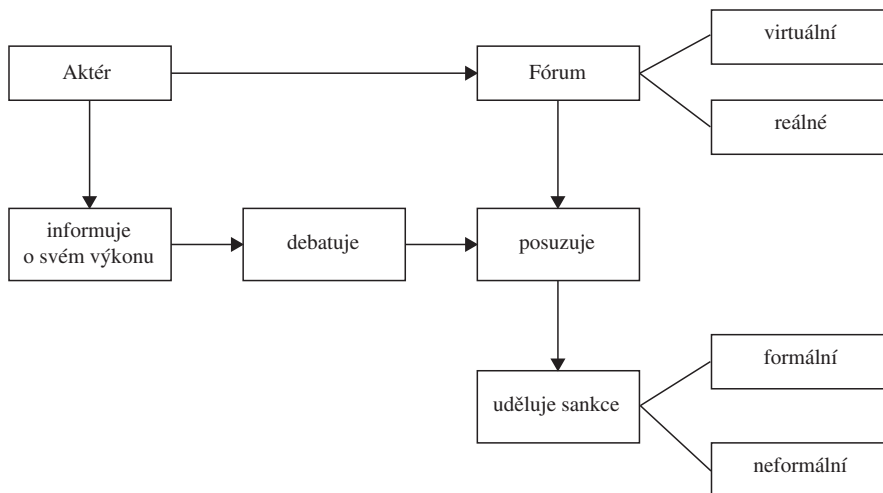 virtuální
Aktér
Fórum
reálné
informuje
o svém výkonu
debatuje
posuzuje
formální
uděluje sankce
neformální